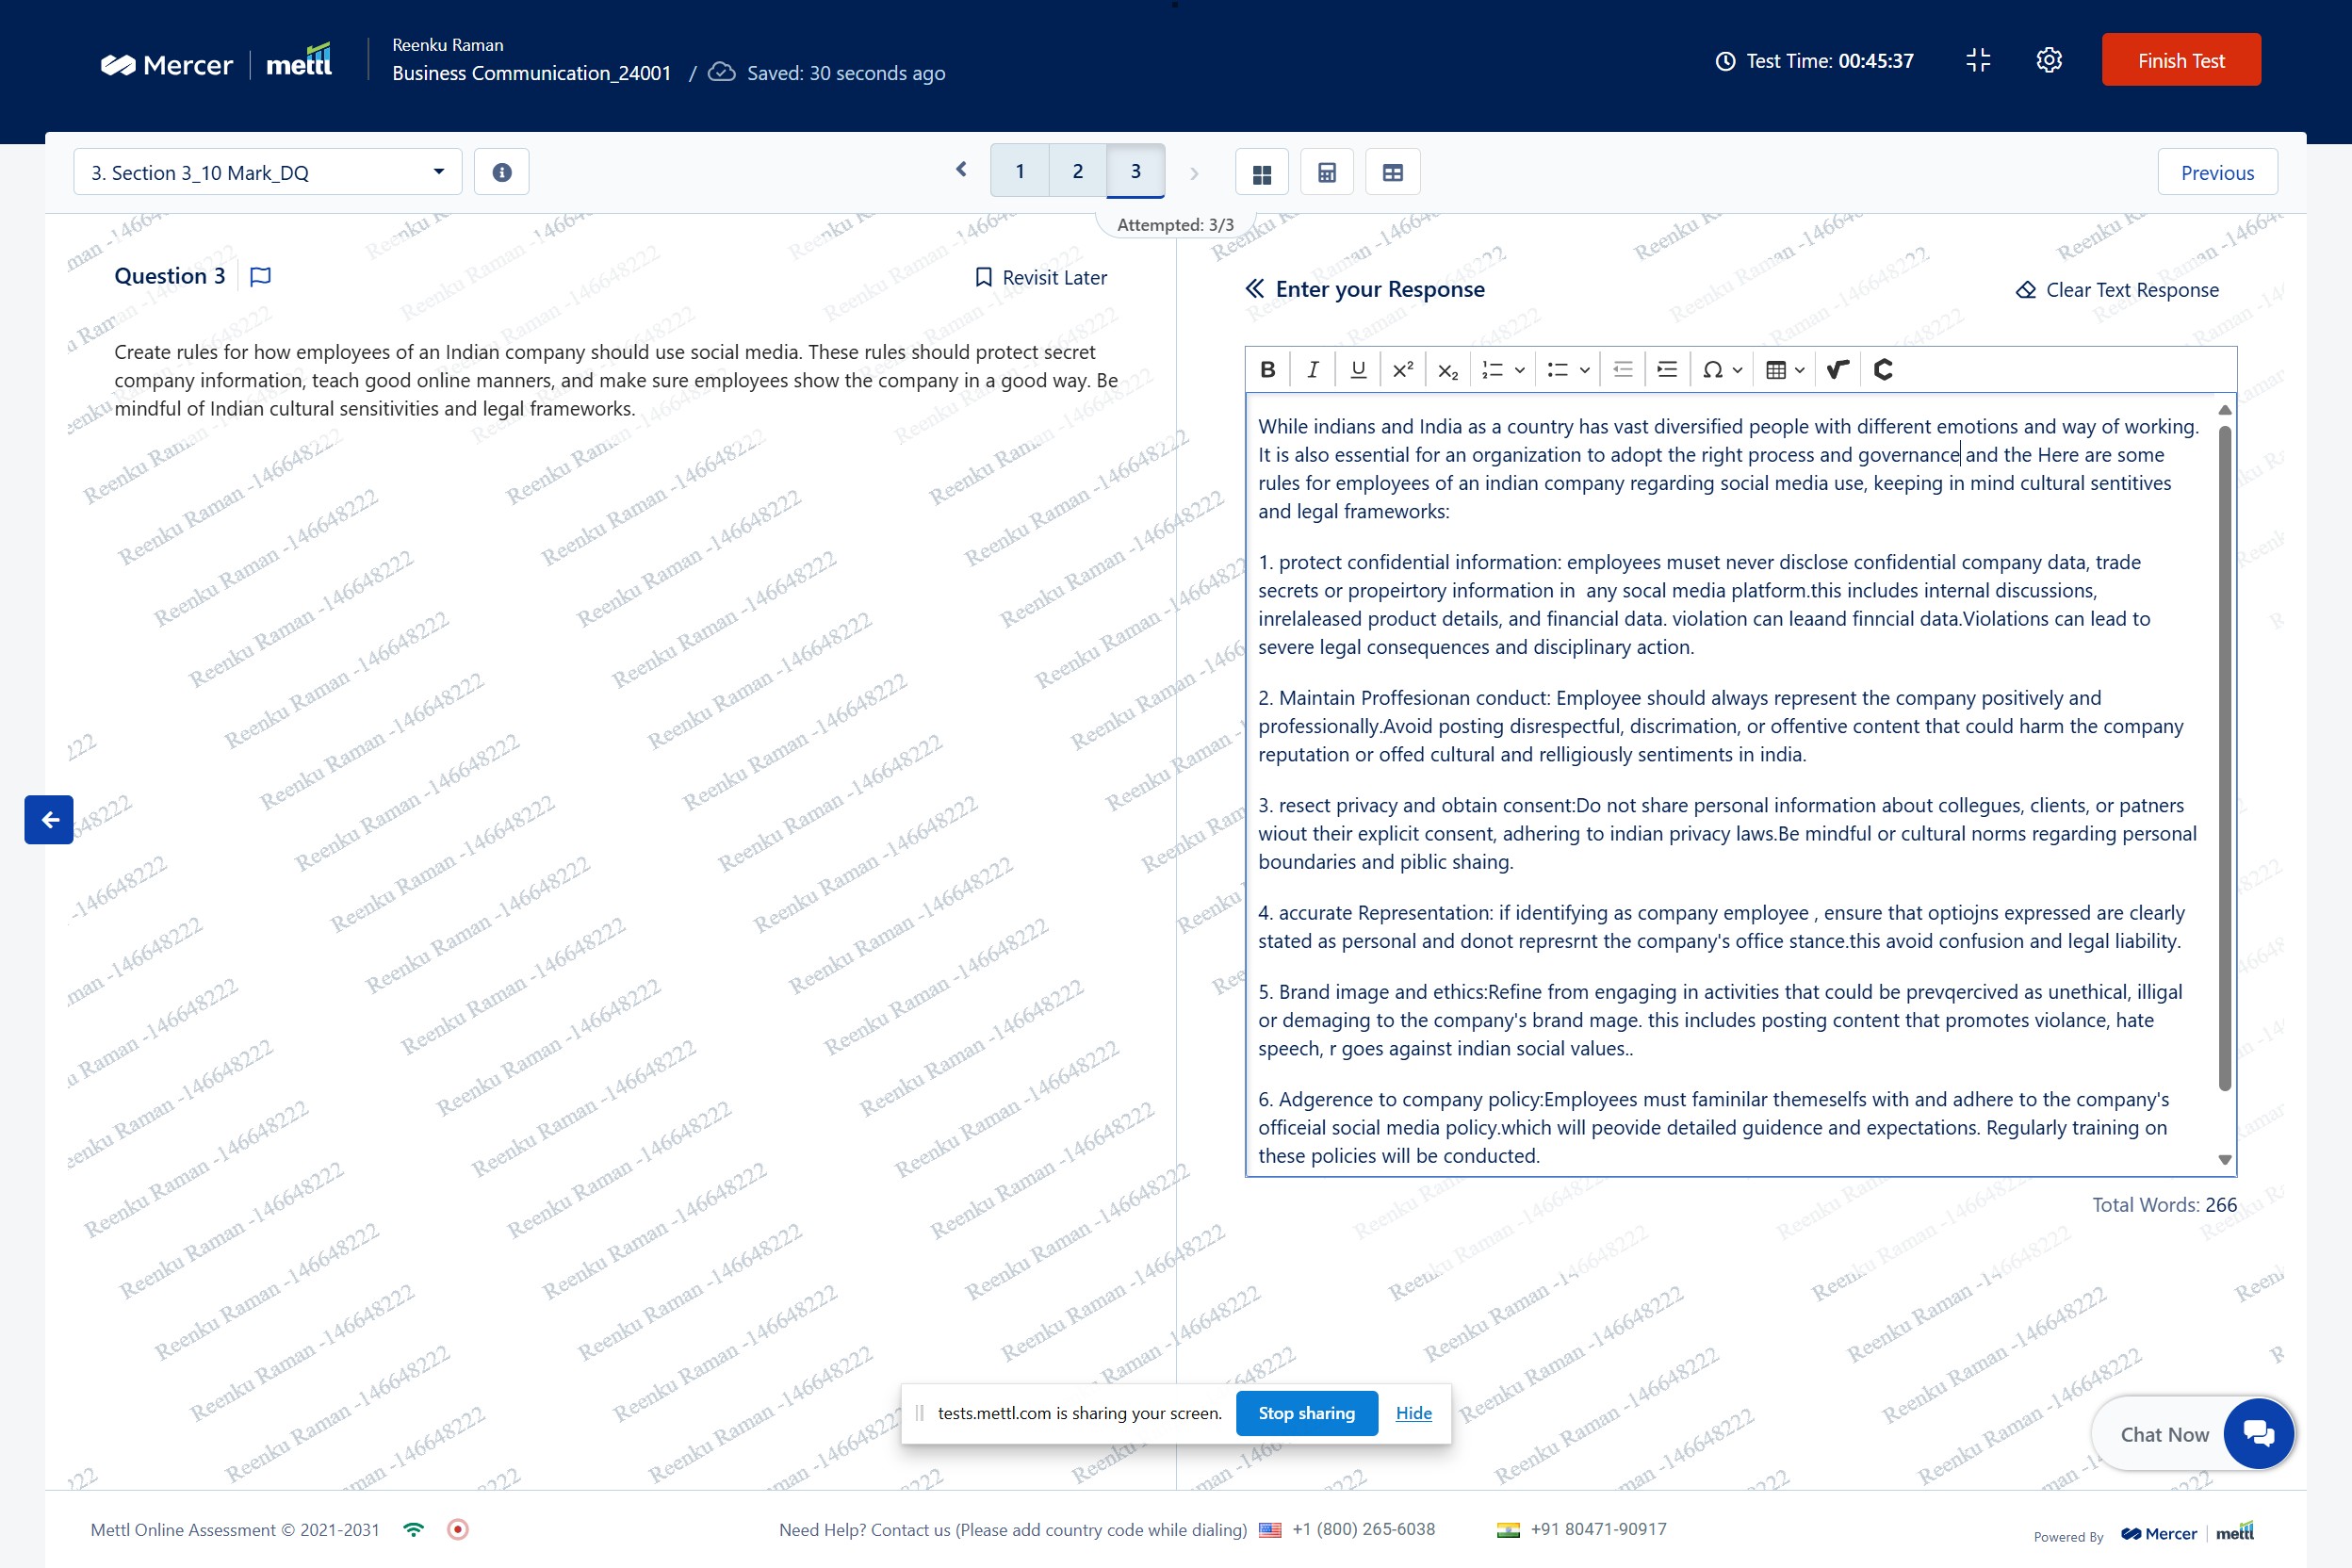 Mercer | mettl
Reenku Raman
Business Communication_24001 / Saved: 30 seconds ago
Test Time: 00:45:37
Finish Test
3. Section 3_10 Mark_DQ
1 2 3
Previous
Attempted: 3/3
Question 3
Revisit Later
Create rules for how employees of an Indian company should use social media. These rules should protect secret
company information, teach good online manners, and make sure employees show the company in a good way. Be
mindful of Indian cultural sensitivities and legal frameworks.
Enter your Response
Clear Text Response
While indians and India as a country has vast diversified people with different emotions and way of working.
It is also essential for an organization to adopt the right process and governance and the Here are some
rules for employees of an indian company regarding social media use, keeping in mind cultural sentitives
and legal frameworks:
1. protect confidential information: employees muset never disclose confidential company data, trade
secrets or propeirtory information in  any socal media platform.this includes internal discussions,
inrelaleased product details, and financial data. violation can leaand finncial data.Violations can lead to
severe legal consequences and disciplinary action.
2. Maintain Proffesionan conduct: Employee should always represent the company positively and
professionally.Avoid posting disrespectful, discrimation, or offentive content that could harm the company
reputation or offed cultural and relligiously sentiments in india.
3. resect privacy and obtain consent:Do not share personal information about collegues, clients, or patners
wiout their explicit consent, adhering to indian privacy laws.Be mindful or cultural norms regarding personal
boundaries and piblic shaing.
4. accurate Representation: if identifying as company employee , ensure that optiojns expressed are clearly
stated as personal and donot represrnt the company's office stance.this avoid confusion and legal liability.
5. Brand image and ethics:Refine from engaging in activities that could be prevqercived as unethical, illigal
or demaging to the company's brand mage. this includes posting content that promotes violance, hate
speech, r goes against indian social values..
6. Adgerence to company policy:Employees must faminilar themeselfs with and adhere to the company's
officeial social media policy.which will peovide detailed guidence and expectations. Regularly training on
these policies will be conducted.
Total Words: 266
Reenku Raman -146648222
tests.mettl.com is sharing your screen.
Stop sharing
Hide
Chat Now
Mettl Online Assessment © 2021-2031
Need Help? Contact us (Please add country code while dialing) +1 (800) 265-6038 +91 80471-90917
Powered By Mercer | mettl